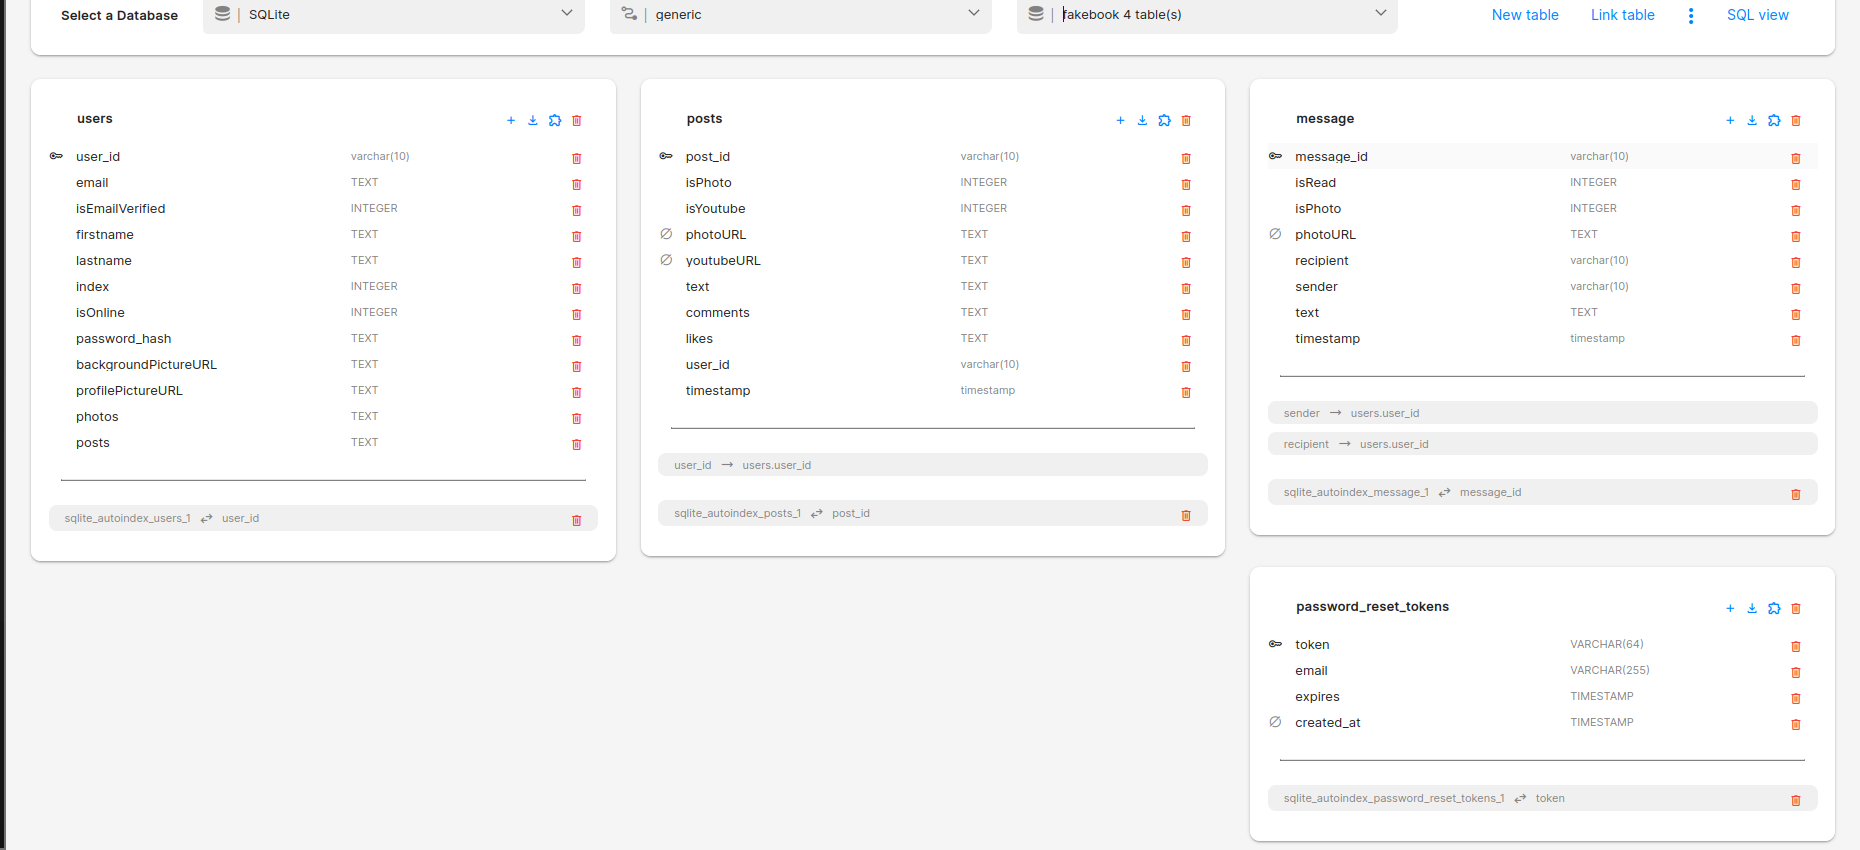 Select a Database | SQLite | generic | fakebook 4 table(s) New table Link table SQL view
users
user_id varchar(10)
email TEXT
isEmailVerified INTEGER
firstname TEXT
lastname TEXT
index INTEGER
isOnline INTEGER
password_hash TEXT
backgroundPictureURL TEXT
profilePictureURL TEXT
photos TEXT
posts TEXT
sqlite_autoindex_users_1 user_id
posts
post_id varchar(10)
isPhoto INTEGER
isYoutube INTEGER
photoURL TEXT
youtubeURL TEXT
text TEXT
comments TEXT
likes TEXT
user_id varchar(10)
timestamp timestamp
user_id → users.user_id
sqlite_autoindex_posts_1 post_id
message
message_id varchar(10)
isRead INTEGER
isPhoto INTEGER
photoURL TEXT
recipient varchar(10)
sender varchar(10)
text TEXT
timestamp timestamp
sender → users.user_id
recipient → users.user_id
sqlite_autoindex_message_1 message_id
password_reset_tokens
token VARCHAR(64)
email VARCHAR(255)
expires TIMESTAMP
created_at TIMESTAMP
sqlite_autoindex_password_reset_tokens_1 token